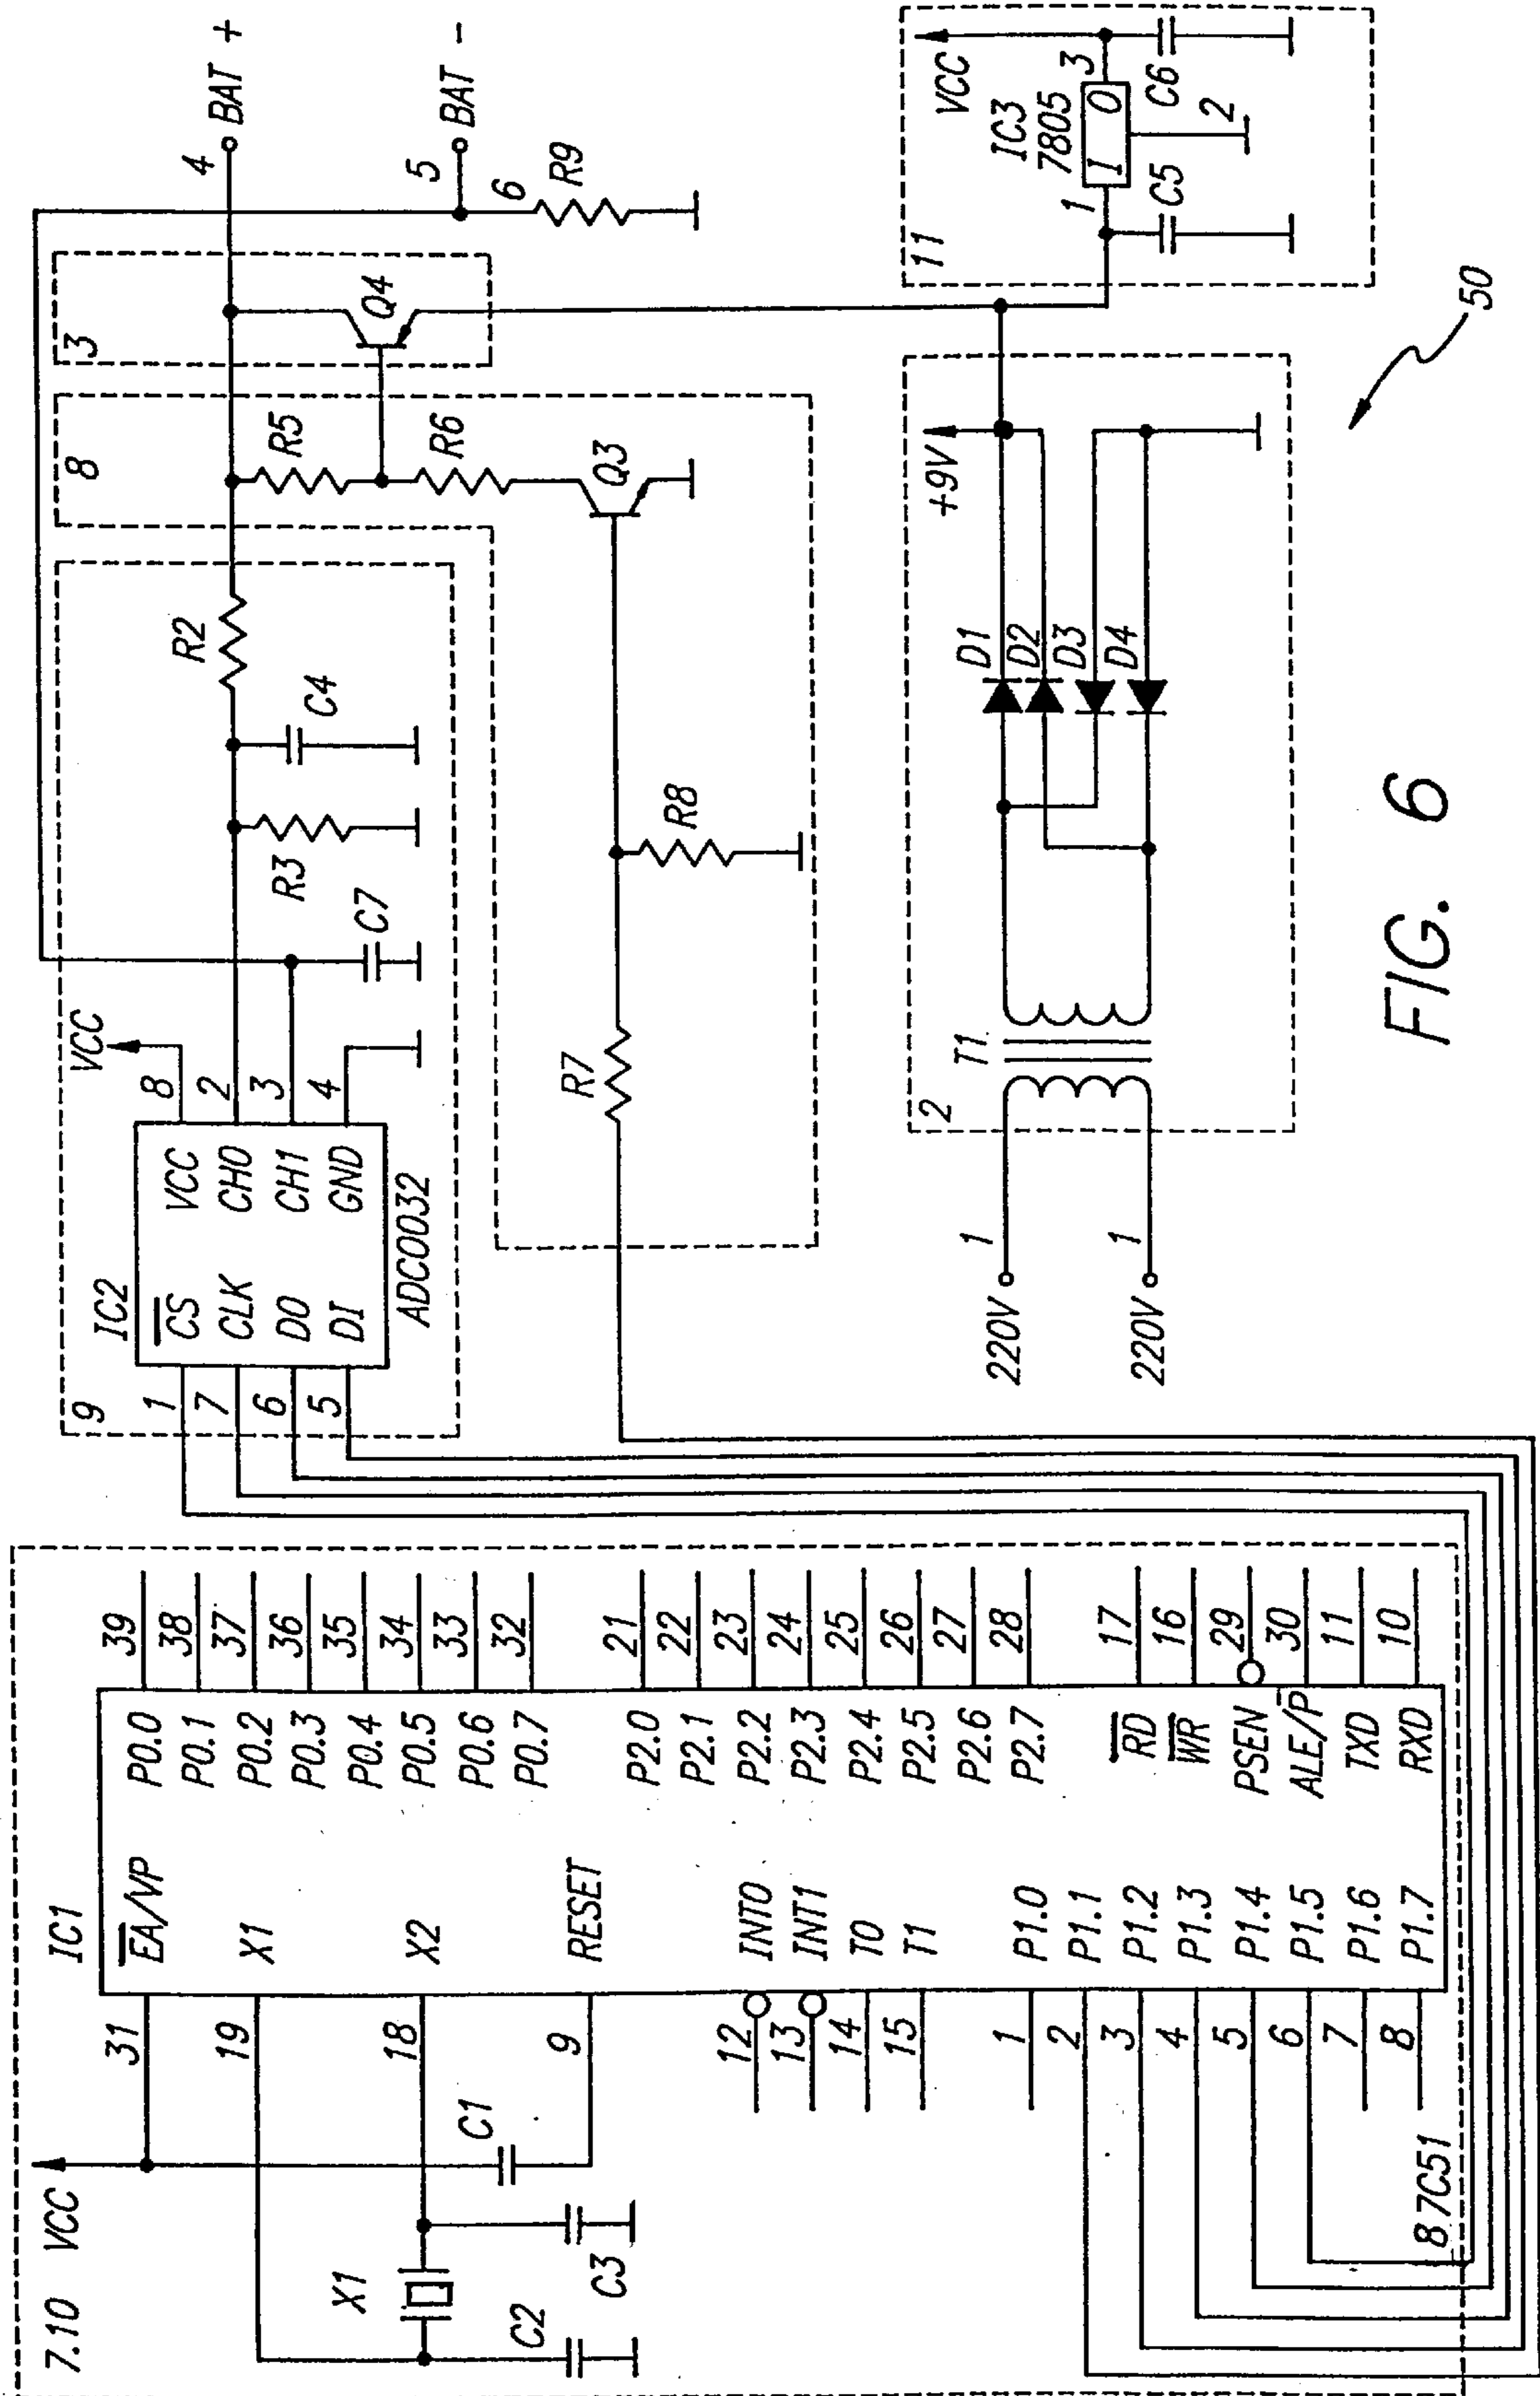 7.10 VCC
IC1
31
19
18
9
12
13
14
15
1
2
3
4
5
6
7
8
EA/VP
X1
X2
RESET
INT0
INT1
T0
T1
P1.0
P1.1
P1.2
P1.3
P1.4
P1.5
P1.6
P1.7
P0.0
P0.1
P0.2
P0.3
P0.4
P0.5
P0.6
P0.7
P2.0
P2.1
P2.2
P2.3
P2.4
P2.5
P2.6
P2.7
RD
WR
PSEN
ALE/P
TXD
RXD
39
38
37
36
35
34
33
32
21
22
23
24
25
26
27
28
17
16
29
30
11
10
X1
C1
C2
C3
87C51
9
IC2
1
7
6
5
CS
CLK
DO
DI
VCC
CH0
CH1
GND
ADC0032
8
2
3
4
VCC
C7
R3
C4
R2
8
R5
R6
Q3
R7
R8
3
Q4
4
BAT +
5
BAT -
6
R9
220V
1
220V
1
2
T1
D1
D2
D3
D4
+9V
11
VCC
IC3
7805
1
I
O
3
2
C5
C6
50
FIG. 6